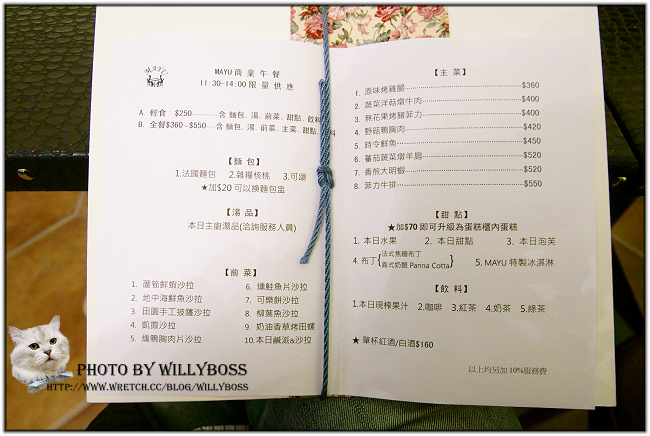 MAYU
MAYU 商業午餐
11:30~14:00 限量供應
A. 輕食 $250--------含 麵包、湯、前菜、甜點、飲料
B. 全餐$360~$550-----含 麵包、湯、前菜、主菜、甜點、飲料
【麵包】
1.法國麵包 2.雜糧核桃 3.可頌
★加$20 可以換麵包盅
【湯品】
本日主廚湯品(洽詢服務人員)
【前菜】
1. 蘆筍鮮蝦沙拉
2. 地中海鮮魚沙拉
3. 田園手工披薩沙拉
4. 凱撒沙拉
5. 燻鴨胸肉片沙拉
6. 燻鮭魚片沙拉
7. 可樂餅沙拉
8. 柳葉魚沙拉
9. 奶油香草烤田螺
10.本日鹹派&沙拉
【主菜】
1. 原味烤雞腿--------$360
2. 蔬菜洋菇燉牛肉--------$400
3. 無花果烤豬菲力--------$400
4. 野菇鴨胸肉--------$420
5. 時令鮮魚--------$450
6. 蕃茄蔬菜燉羊肩--------$520
7. 香煎大明蝦--------$520
8. 菲力牛排--------$550
【甜點】
★加$70 即可升級為蛋糕櫃內蛋糕
1. 本日水果 2. 本日甜點 3. 本日泡芙
4. 布丁{法式焦糖布丁
義式奶酪 Panna Cotta} 5. MAYU 特製冰淇淋
【飲料】
1.本日現榨果汁 2.咖啡 3.紅茶 4.奶茶 5.綠茶
★ 單杯紅酒/白酒$160
以上均另加 10%服務費
PHOTO BY WILLYBOSS
HTTP://WWW.WRETCH.CC/BLOG/WILLYBOSS